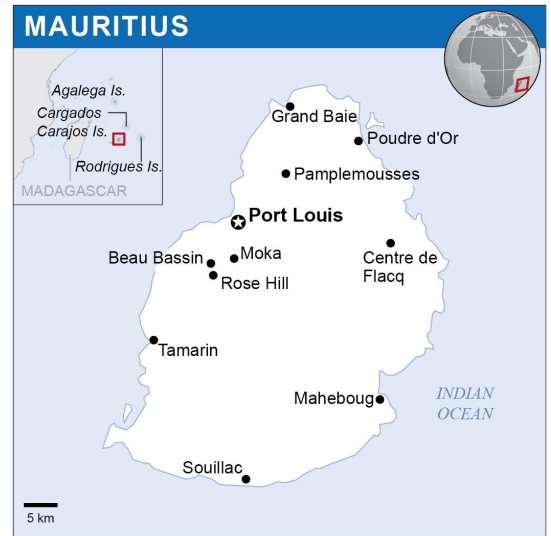 MAURITIUS
Agalega Is.
Cargados
Carajos Is.
Rodrigues Is.
MADAGASCAR
Grand Baie
Poudre d'Or
Pamplemousses
Port Louis
Beau Bassin
Moka
Rose Hill
Centre de
Flacq
Tamarin
Maheboug
INDIAN
OCEAN
Souillac
5 km